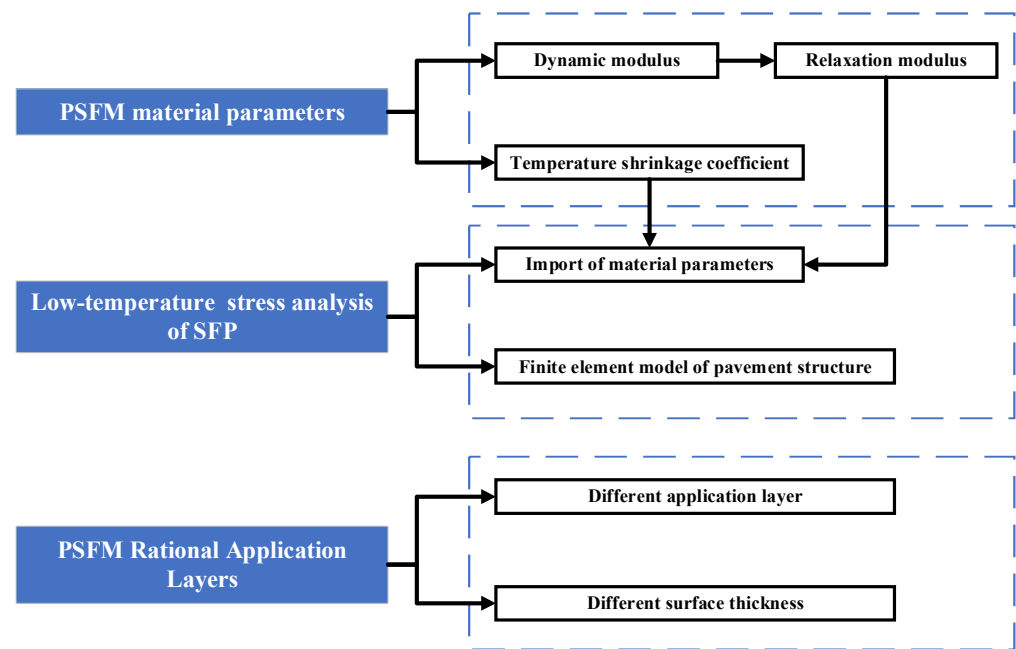 PSFM material parameters
Dynamic modulus
Relaxation modulus
Temperature shrinkage coefficient
Low-temperature stress analysis
of SFP
Import of material parameters
Finite element model of pavement structure
PSFM Rational Application
Layers
Different application layer
Different surface thickness